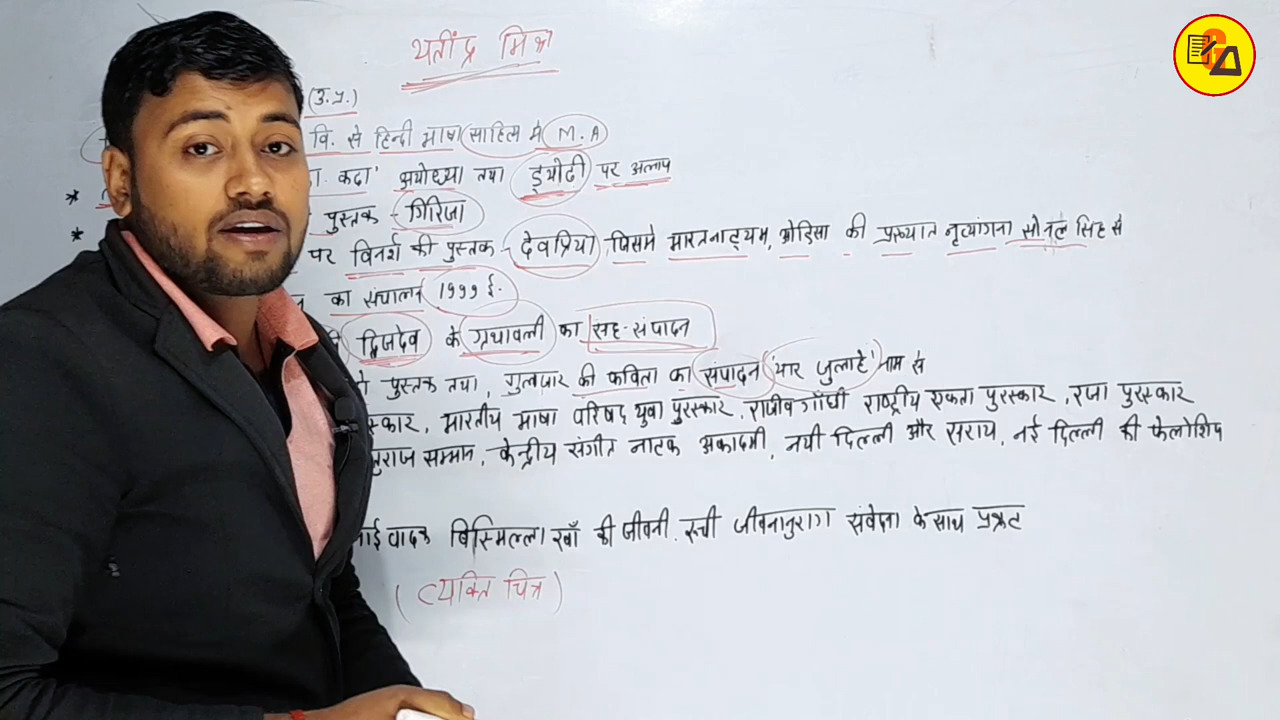 यतींद्र मिश्र
(उ.प्र.)
वि. से हिन्दी भाषा साहित्य में M.A
कदा' अयोध्या तथा ड्योढी पर अलाप
* पुस्तक - गिरिजा
* पर विमर्श की पुस्तक - देवप्रिया जिसमें भारतनाट्यम, ओडिसा की प्रख्यात नृत्यांगना सोनल सिंह से
का संचालन 1999 ई.
द्विजदेव के ग्रंथावली का सह-संपादन
पुस्तक तथा, गुलजार की कविता का संपादन 'यार जुलाहे' नाम से
स्कार, भारतीय भाषा परिषद युवा पुरस्कार, राजीव गाँधी राष्ट्रीय एकता पुरस्कार, रजा पुरस्कार
तुराज सम्मान, केन्द्रीय संगीत नाटक अकादमी, नयी दिल्ली और सराय, नई दिल्ली की फेलोशिप
नाई वादक बिस्मिल्ला खाँ की जीवनी, रूची जीवनानुराग संवेदना के साथ प्रकट
(व्यक्ति चित्र)